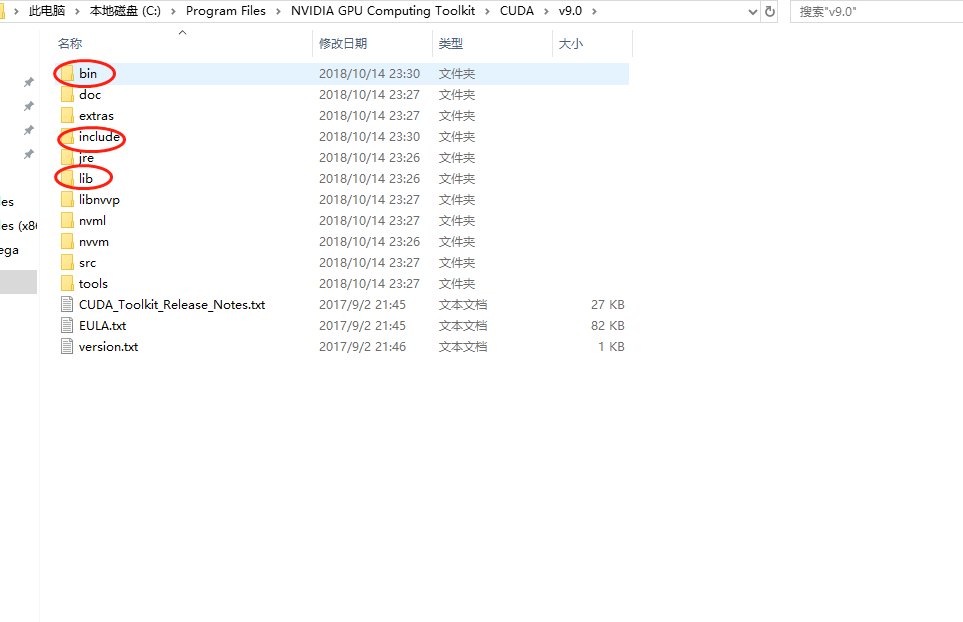 此电脑 > 本地磁盘 (C:) > Program Files > NVIDIA GPU Computing Toolkit > CUDA > v9.0 > 搜索"v9.0"
名称 修改日期 类型 大小
bin 2018/10/14 23:30 文件夹
doc 2018/10/14 23:27 文件夹
extras 2018/10/14 23:27 文件夹
include 2018/10/14 23:30 文件夹
jre 2018/10/14 23:26 文件夹
lib 2018/10/14 23:26 文件夹
libnvvp 2018/10/14 23:27 文件夹
nvml 2018/10/14 23:27 文件夹
nvvm 2018/10/14 23:26 文件夹
src 2018/10/14 23:27 文件夹
tools 2018/10/14 23:27 文件夹
CUDA_Toolkit_Release_Notes.txt 2017/9/2 21:45 文本文档 27 KB
EULA.txt 2017/9/2 21:45 文本文档 82 KB
version.txt 2017/9/2 21:46 文本文档 1 KB